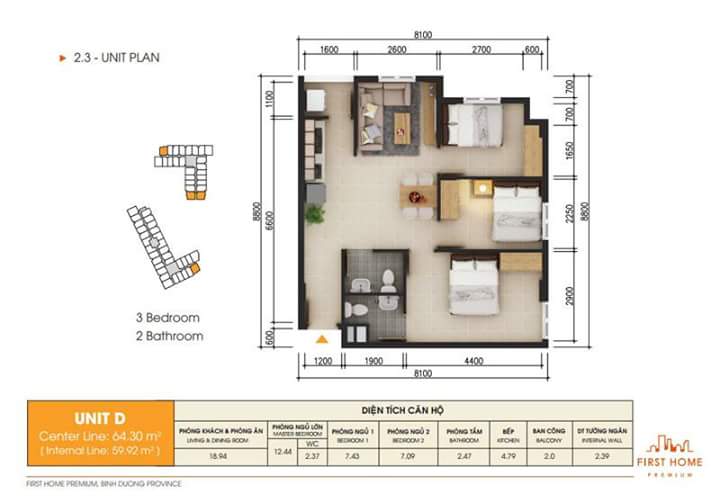 ► 2.3 - UNIT PLAN
8100
1600 2600 2700 600
700
700
1100
1650
6600
8800
2250
8800
2900
600
3 Bedroom
2 Bathroom
1200 1900 4400
8100
UNIT D
Center Line: 64.30 m²
( Internal Line: 59.92 m² )
DIỆN TÍCH CĂN HỘ
PHÒNG KHÁCH & PHÒNG ĂN
LIVING & DINING ROOM
18.94
PHÒNG NGỦ LỚN
MASTER BEDROOM
12.44
WC
2.37
PHÒNG NGỦ 1
BEDROOM 1
7.43
PHÒNG NGỦ 2
BEDROOM 2
7.09
PHÒNG TẮM
BATHROOM
2.47
BẾP
KITCHEN
4.79
BAN CÔNG
BALCONY
2.0
DT TƯỜNG NGĂN
INTERNAL WALL
2.39
FIRST HOME
PREMIUM
FIRST HOME PREMIUM, BINH DUONG PROVINCE